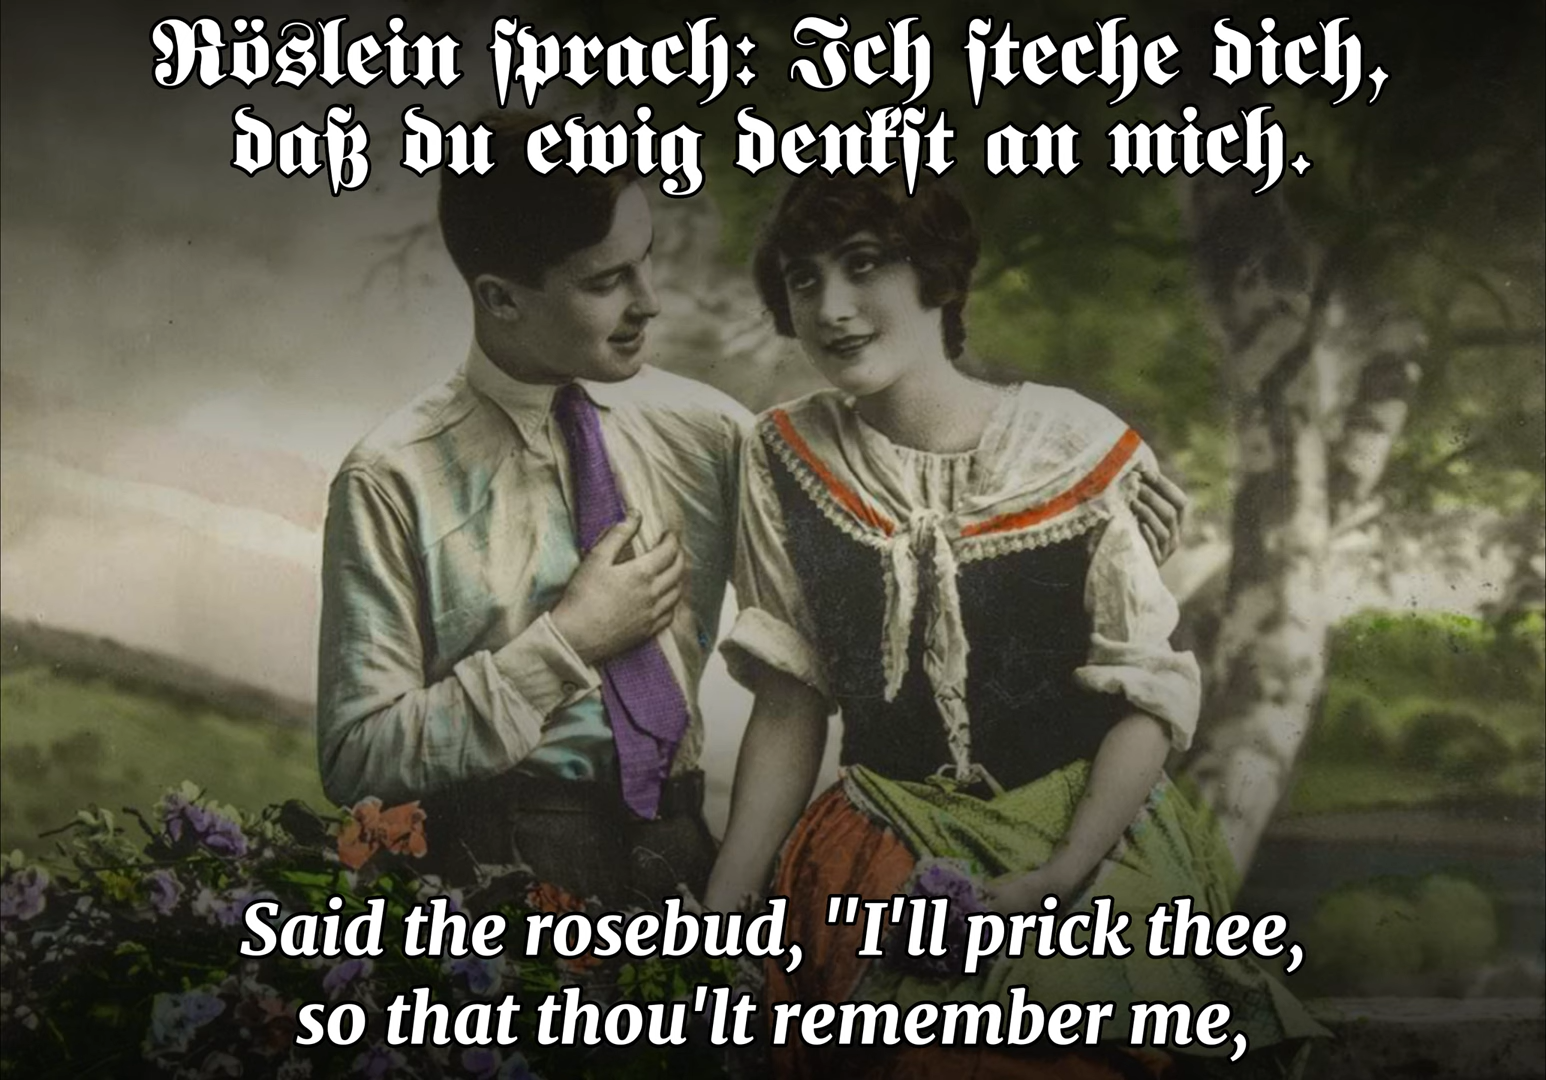 Röslein ſprach: Ich ſteche dich,
daß du ewig denkſt an mich.
Said the rosebud, "I'll prick thee,
so that thou'lt remember me,